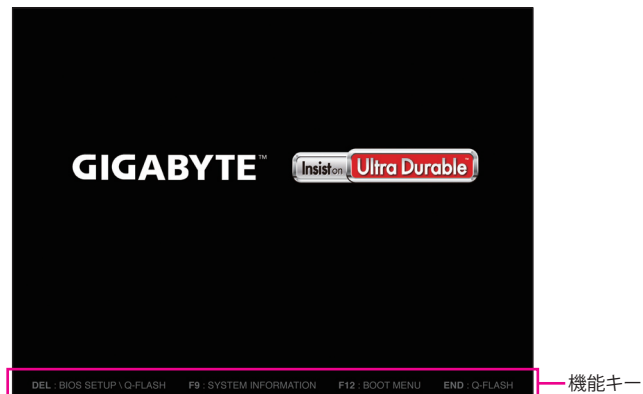 GIGABYTE™
Insist on Ultra Durable™
DEL : BIOS SETUP \ Q-FLASH F9 : SYSTEM INFORMATION F12 : BOOT MENU END : Q-FLASH
機能キー